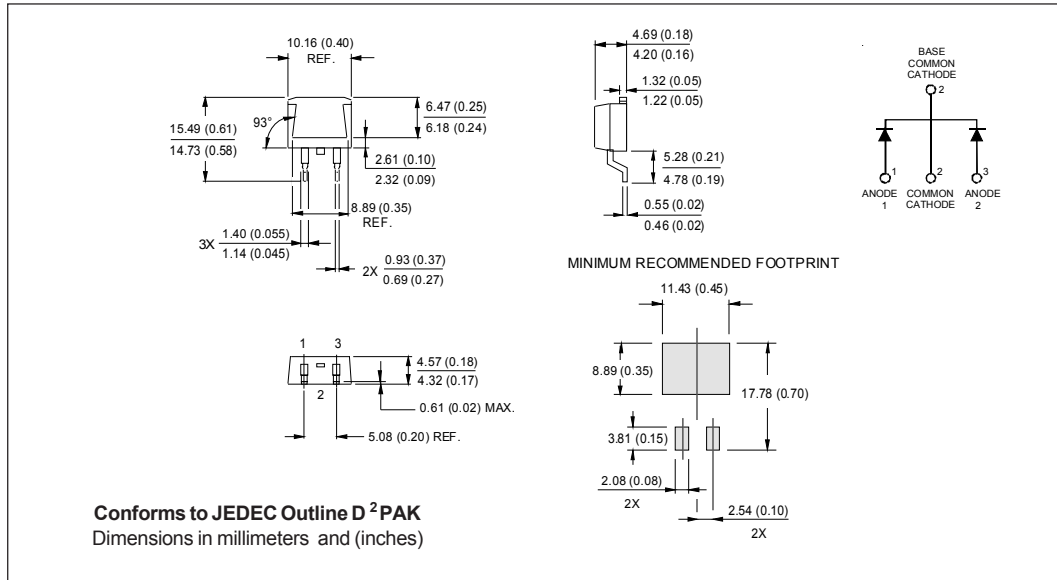 10.16 (0.40)
REF.
15.49 (0.61)
14.73 (0.58)
93°
6.47 (0.25)
6.18 (0.24)
2.61 (0.10)
2.32 (0.09)
8.89 (0.35)
REF.
3X
1.40 (0.055)
1.14 (0.045)
2X
0.93 (0.37)
0.69 (0.27)
4.69 (0.18)
4.20 (0.16)
1.32 (0.05)
1.22 (0.05)
5.28 (0.21)
4.78 (0.19)
0.55 (0.02)
0.46 (0.02)
BASE
COMMON
CATHODE
2
1
2
3
ANODE
1
COMMON
CATHODE
ANODE
2
1
3
2
4.57 (0.18)
4.32 (0.17)
0.61 (0.02) MAX.
5.08 (0.20) REF.
MINIMUM RECOMMENDED FOOTPRINT
11.43 (0.45)
8.89 (0.35)
17.78 (0.70)
3.81 (0.15)
2.08 (0.08)
2X
2.54 (0.10)
2X
Conforms to JEDEC Outline D 2 PAK
Dimensions in millimeters and (inches)